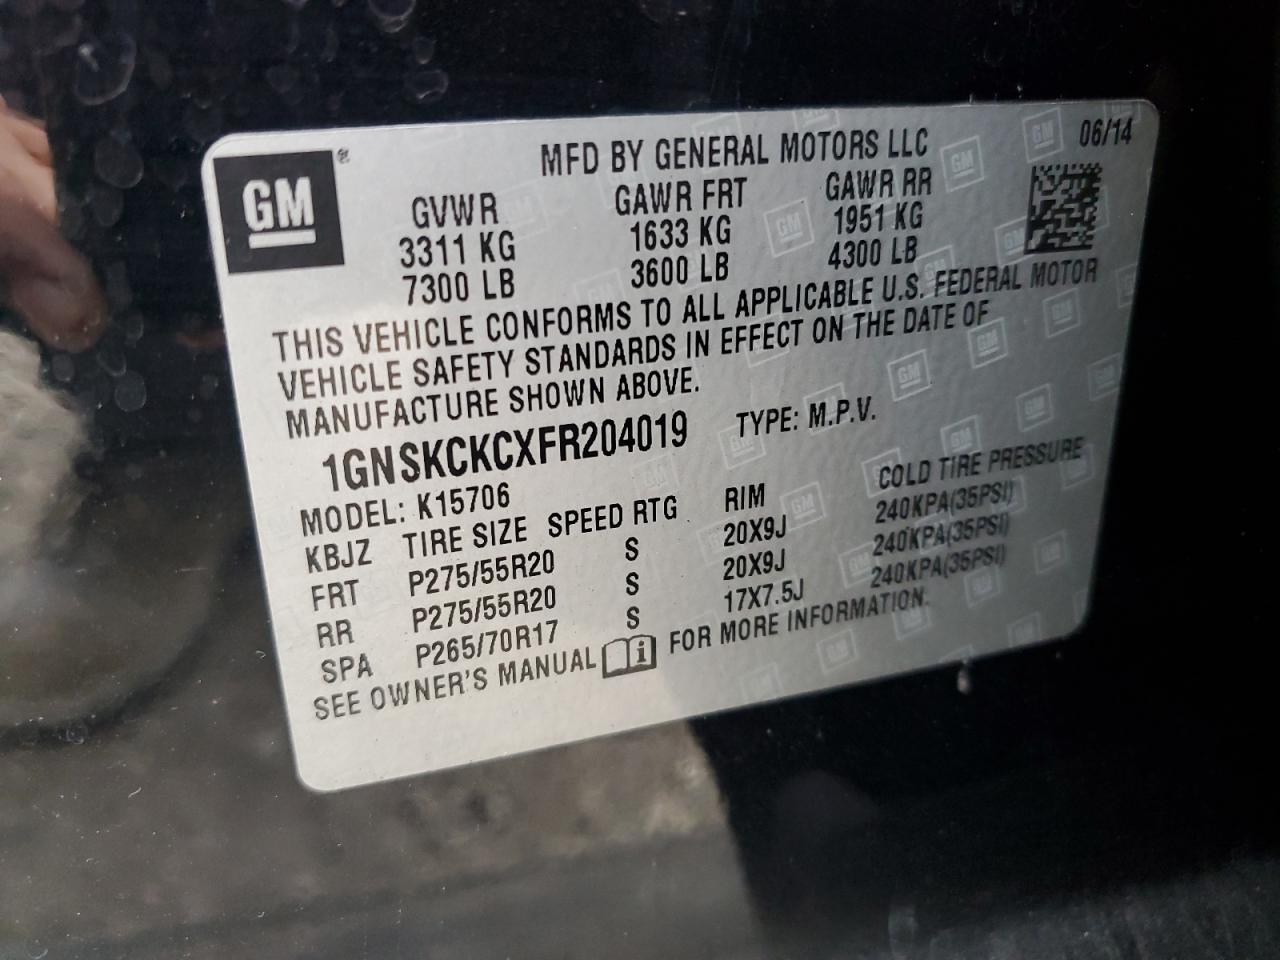 GM ® MFD BY GENERAL MOTORS LLC 06/14
GVWR GAWR FRT GAWR RR
3311 KG 1633 KG 1951 KG
7300 LB 3600 LB 4300 LB
THIS VEHICLE CONFORMS TO ALL APPLICABLE U.S. FEDERAL MOTOR
VEHICLE SAFETY STANDARDS IN EFFECT ON THE DATE OF
MANUFACTURE SHOWN ABOVE.
1GNSKCKCXFR204019 TYPE: M.P.V.
MODEL: K15706
KBJZ TIRE SIZE SPEED RTG RIM COLD TIRE PRESSURE
FRT P275/55R20 S 20X9J 240KPA(35PSI)
RR P275/55R20 S 20X9J 240KPA(35PSI)
SPA P265/70R17 S 17X7.5J 240KPA(35PSI)
SEE OWNER'S MANUAL i FOR MORE INFORMATION.